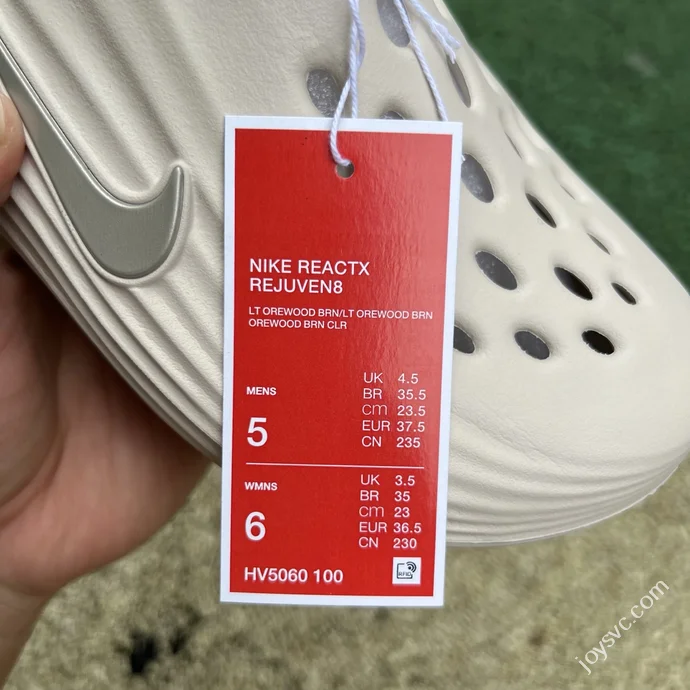 NIKE REACTX
REJUVEN8
LT OREWOOD BRN/LT OREWOOD BRN
OREWOOD BRN CLR
MENS
5
UK 4.5
BR 35.5
cm 23.5
EUR 37.5
CN 235
WMNS
6
UK 3.5
BR 35
cm 23
EUR 36.5
CN 230
HV5060 100
RFID
joysvc.com